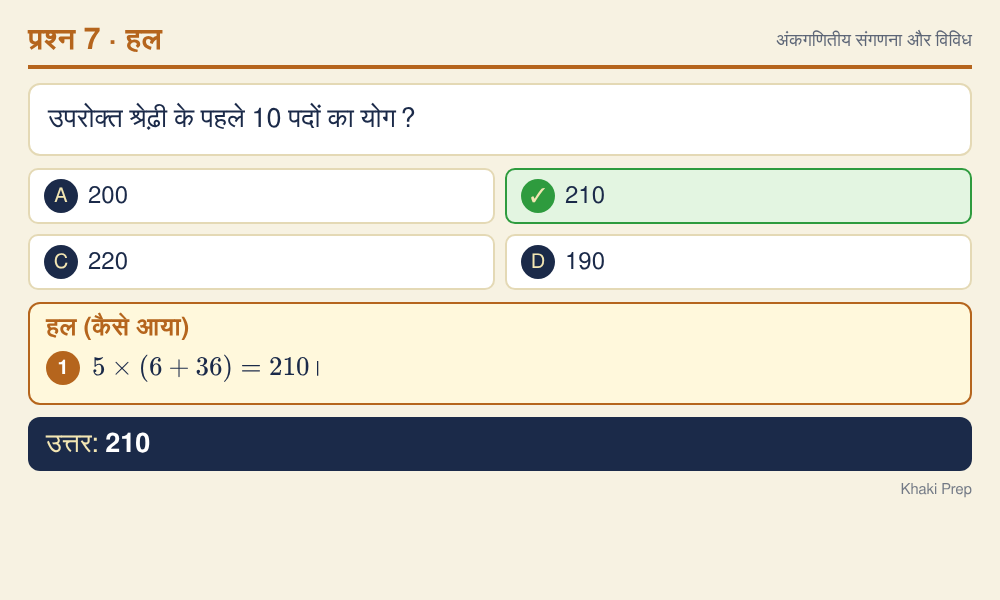 प्रश्न 7 · हल
अंकगणितीय संगणना और विविध
उपरोक्त श्रेढ़ी के पहले 10 पदों का योग ?
A 200
✓ 210
C 220
D 190
हल (कैसे आया)
1 5 × (6 + 36) = 210।
उत्तर: 210
Khaki Prep